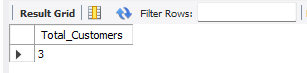 Result Grid Filter Rows:
Total_Customers
3